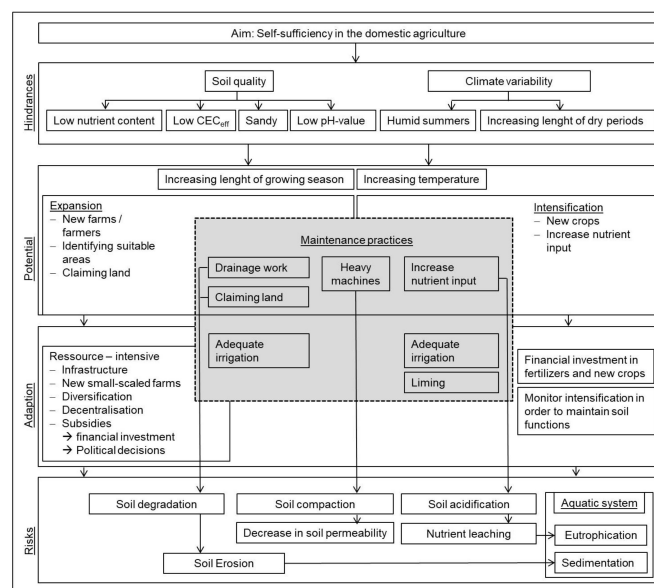 Aim: Self-sufficiency in the domestic agriculture
Hindrances
Soil quality
Climate variability
Low nutrient content
Low CECeff
Sandy
Low pH-value
Humid summers
Increasing lenght of dry periods
Potential
Increasing lenght of growing season
Increasing temperature
Expansion
– New farms /
farmers
– Identifying suitable
areas
– Claiming land
Intensification
– New crops
– Increase nutrient
input
Maintenance practices
Drainage work
Heavy
machines
Increase
nutrient input
Claiming land
Adequate
irrigation
Adequate
irrigation
Liming
Adaption
Ressource – intensive
– Infrastructure
– New small-scaled farms
– Diversification
– Decentralisation
– Subsidies
→ financial investment
→ Political decisions
Financial investment in
fertilizers and new crops
Monitor intensification in
order to maintain soil
functions
Risks
Soil degradation
Soil compaction
Soil acidification
Aquatic system
Decrease in soil permeability
Nutrient leaching
Eutrophication
Soil Erosion
Sedimentation